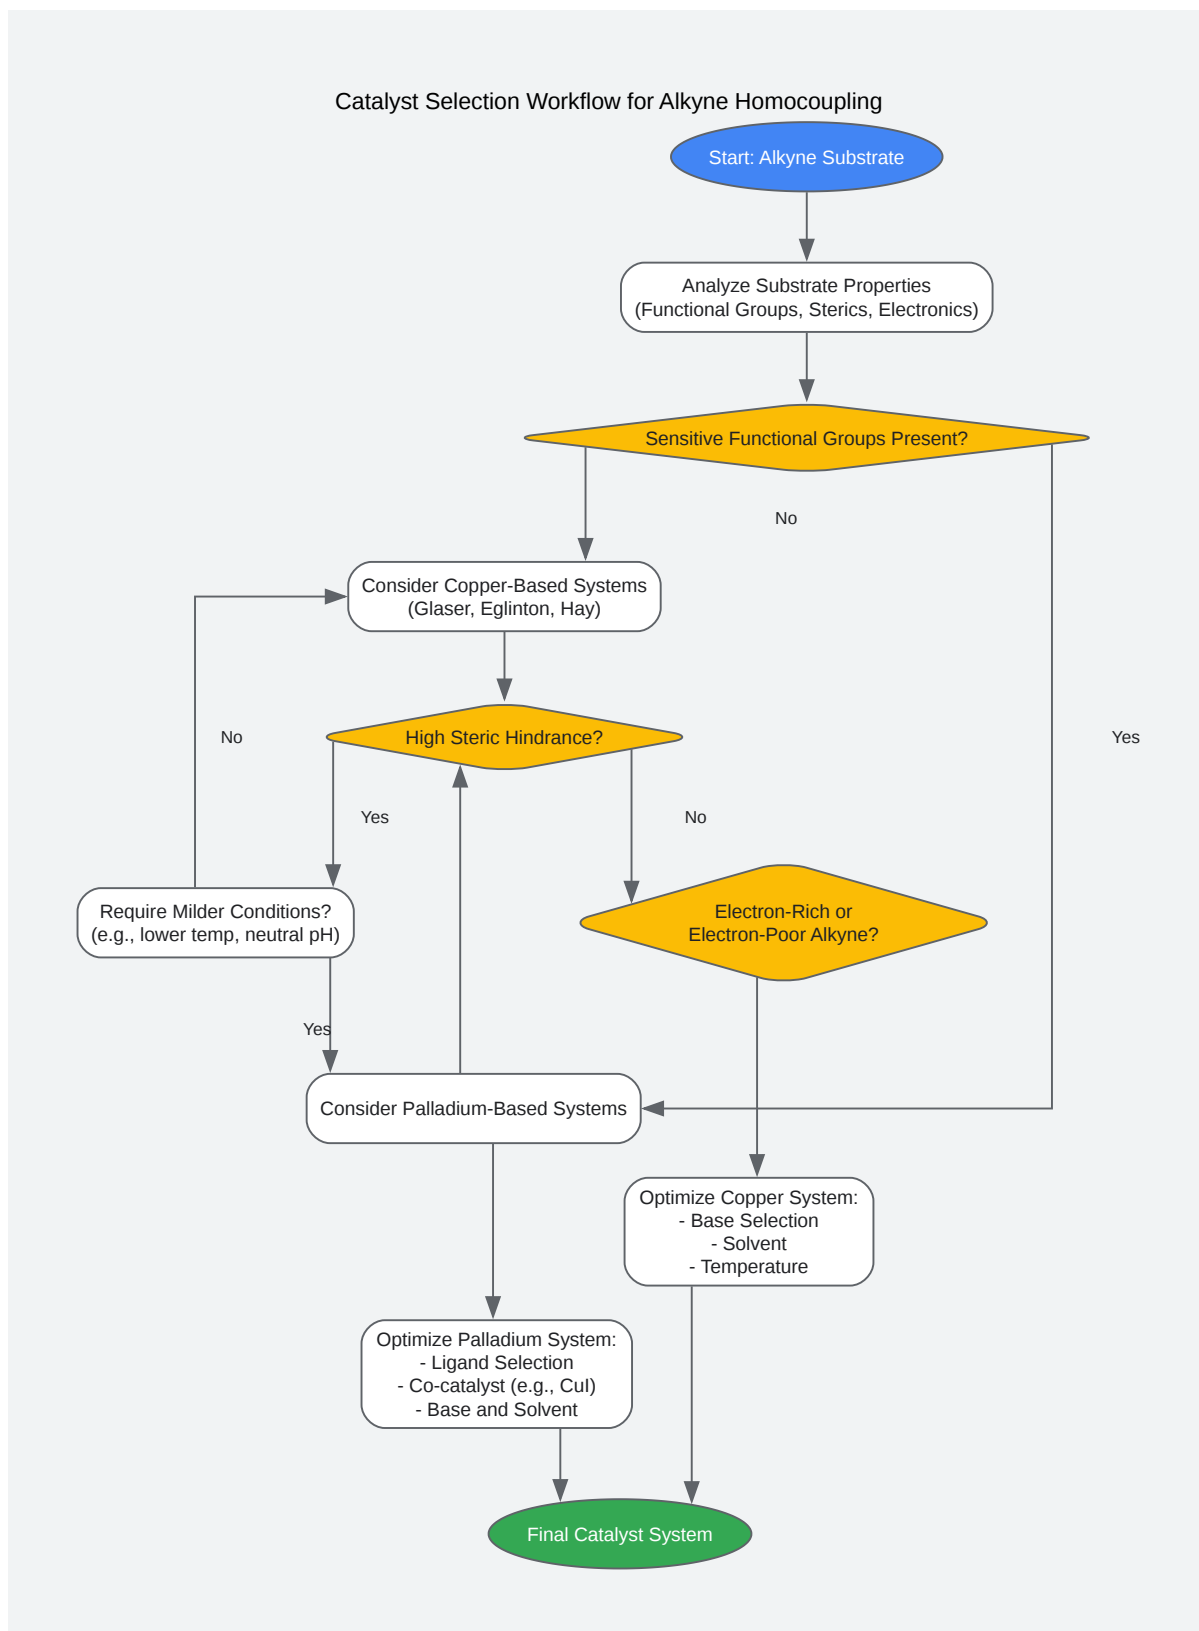 Catalyst Selection Workflow for Alkyne Homocoupling
Start: Alkyne Substrate
Analyze Substrate Properties
(Functional Groups, Sterics, Electronics)
Sensitive Functional Groups Present?
No
Consider Copper-Based Systems
(Glaser, Eglinton, Hay)
No
High Steric Hindrance?
Yes
Yes
No
Require Milder Conditions?
(e.g., lower temp, neutral pH)
Electron-Rich or
Electron-Poor Alkyne?
Yes
Consider Palladium-Based Systems
Optimize Copper System:
- Base Selection
- Solvent
- Temperature
Optimize Palladium System:
- Ligand Selection
- Co-catalyst (e.g., CuI)
- Base and Solvent
Final Catalyst System